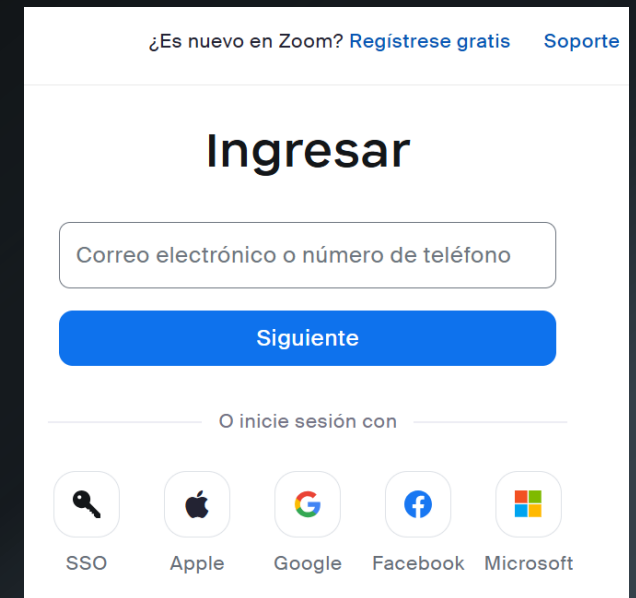 ¿Es nuevo en Zoom? Regístrese gratis Soporte
Ingresar
Correo electrónico o número de teléfono
Siguiente
O inicie sesión con
SSO Apple Google Facebook Microsoft